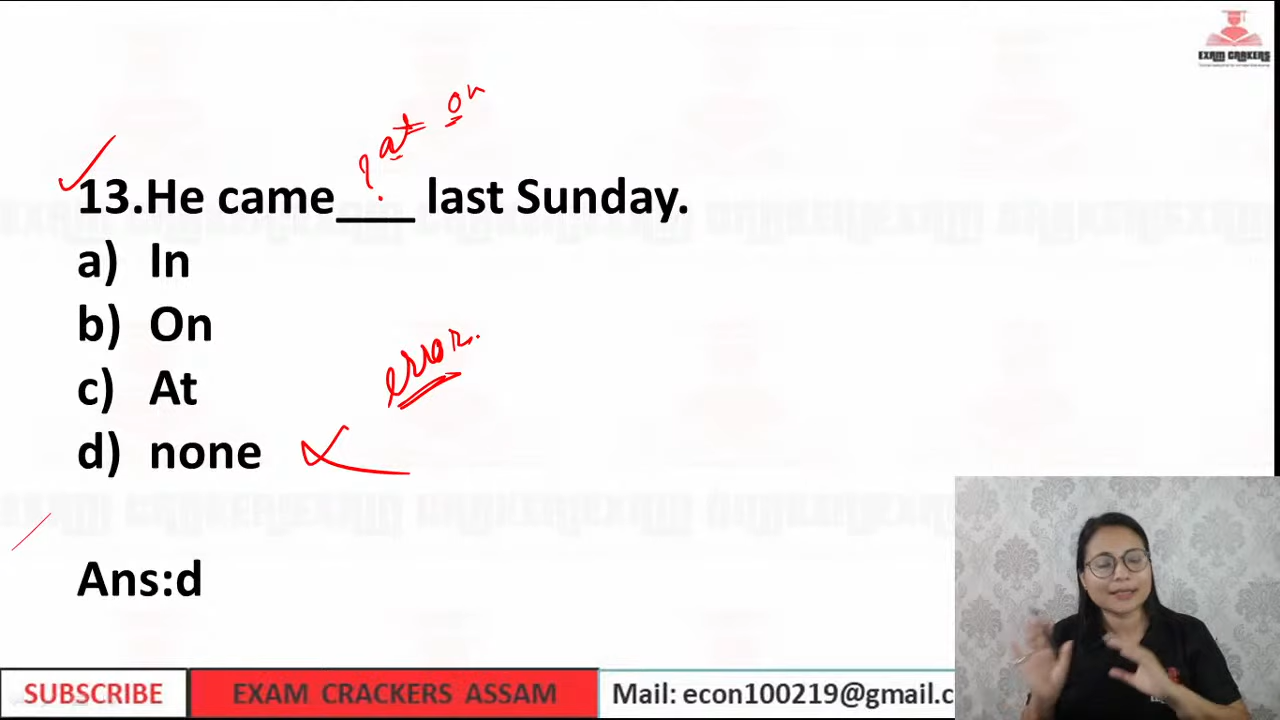 EXAM CRAKERS
? at on
13.He came___ last Sunday.
a) In
b) On
c) At
error.
d) none
Ans:d
SUBSCRIBE
EXAM CRACKERS ASSAM
Mail: econ100219@gmail.c